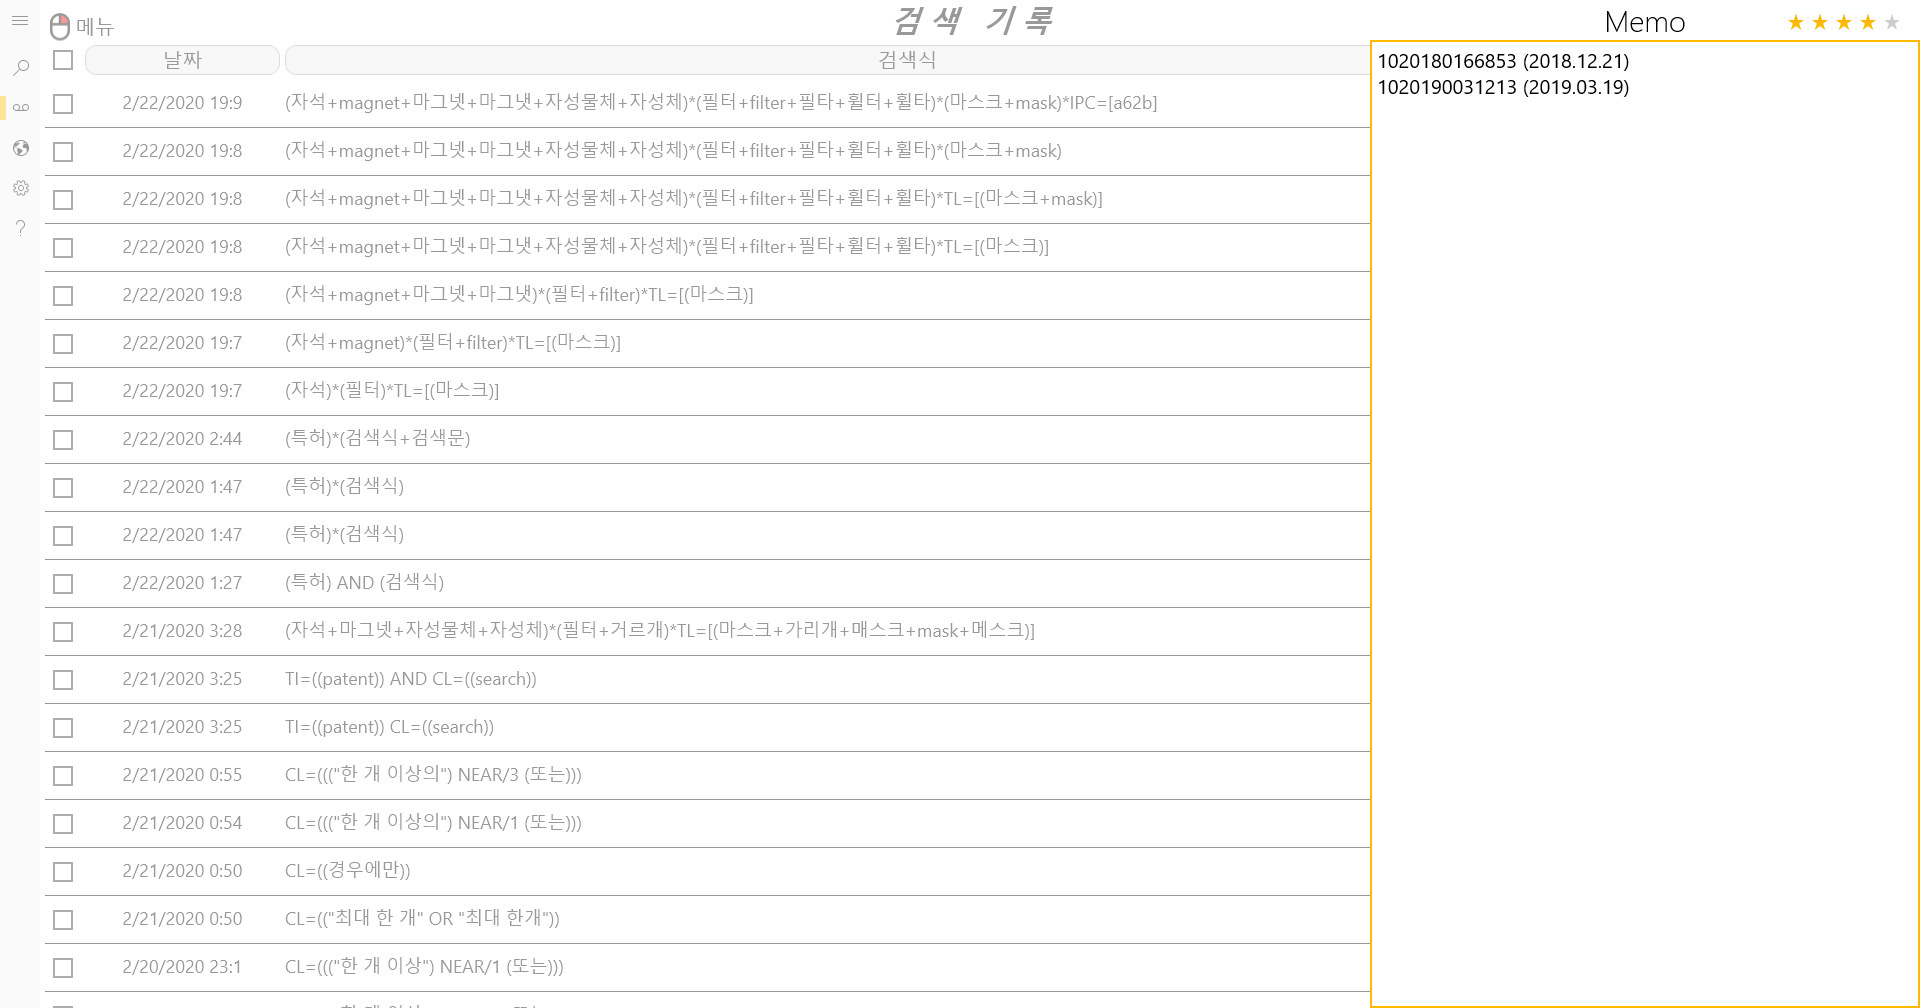 메뉴
검색 기록
Memo
날짜
검색식
1020180166853 (2018.12.21)
1020190031213 (2019.03.19)
2/22/2020 19:9 (자석+magnet+마그넷+마그냇+자성물체+자성체)*(필터+filter+필타+휠터+휠타)*(마스크+mask)*IPC=[a62b]
2/22/2020 19:8 (자석+magnet+마그넷+마그냇+자성물체+자성체)*(필터+filter+필타+휠터+휠타)*(마스크+mask)
2/22/2020 19:8 (자석+magnet+마그넷+마그냇+자성물체+자성체)*(필터+filter+필타+휠터+휠타)*TL=[(마스크+mask)]
2/22/2020 19:8 (자석+magnet+마그넷+마그냇+자성물체+자성체)*(필터+filter+필타+휠터+휠타)*TL=[(마스크)]
2/22/2020 19:8 (자석+magnet+마그넷+마그냇)*(필터+filter)*TL=[(마스크)]
2/22/2020 19:7 (자석+magnet)*(필터+filter)*TL=[(마스크)]
2/22/2020 19:7 (자석)*(필터)*TL=[(마스크)]
2/22/2020 2:44 (특허)*(검색식+검색문)
2/22/2020 1:47 (특허)*(검색식)
2/22/2020 1:47 (특허)*(검색식)
2/22/2020 1:27 (특허) AND (검색식)
2/21/2020 3:28 (자석+마그넷+자성물체+자성체)*(필터+거르개)*TL=[(마스크+가리개+매스크+mask+메스크)]
2/21/2020 3:25 TI=((patent)) AND CL=((search))
2/21/2020 3:25 TI=((patent)) CL=((search))
2/21/2020 0:55 CL=((("한 개 이상의") NEAR/3 (또는)))
2/21/2020 0:54 CL=((("한 개 이상의") NEAR/1 (또는)))
2/21/2020 0:50 CL=((경우에만))
2/21/2020 0:50 CL=(("최대 한 개" OR "최대 한개"))
2/20/2020 23:1 CL=((("한 개 이상") NEAR/1 (또는)))